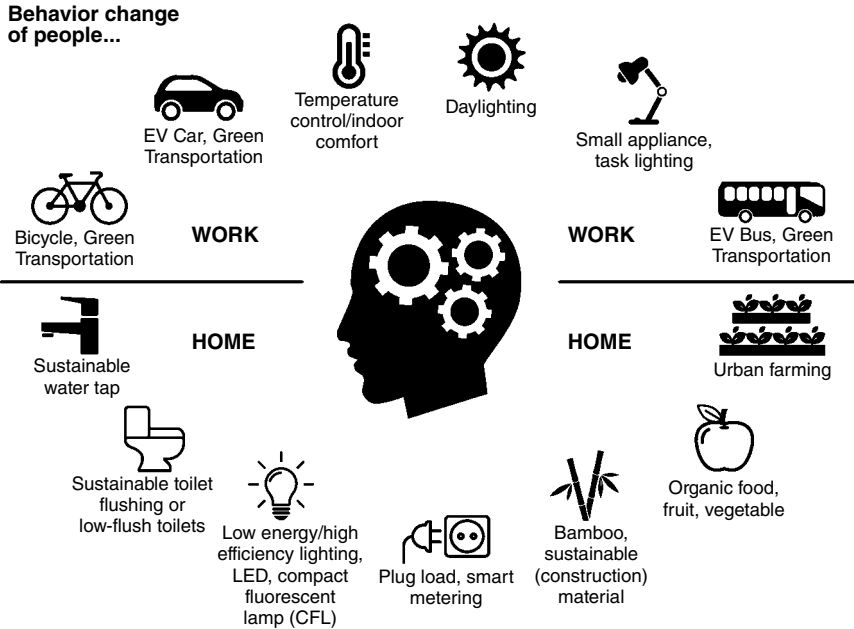 Behavior change
of people...
Temperature
control/indoor
comfort
Daylighting
EV Car, Green
Transportation
Small appliance,
task lighting
Bicycle, Green
Transportation
WORK
WORK
EV Bus, Green
Transportation
HOME
HOME
Sustainable
water tap
Urban farming
Sustainable toilet
flushing or
low-flush toilets
Low energy/high
efficiency lighting,
LED, compact
fluorescent
lamp (CFL)
Plug load, smart
metering
Bamboo,
sustainable
(construction)
material
Organic food,
fruit, vegetable